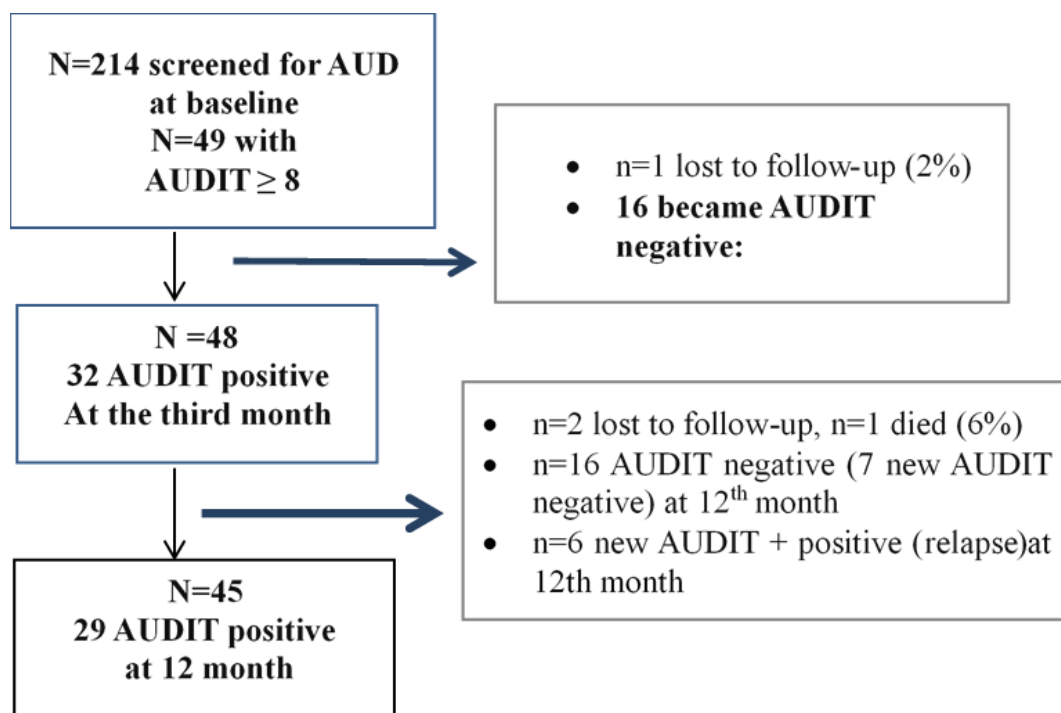 N=214 screened for AUD
at baseline
N=49 with
AUDIT ≥ 8
• n=1 lost to follow-up (2%)
• 16 became AUDIT
negative:
N =48
32 AUDIT positive
At the third month
• n=2 lost to follow-up, n=1 died (6%)
• n=16 AUDIT negative (7 new AUDIT
negative) at 12th month
• n=6 new AUDIT + positive (relapse)at
12th month
N=45
29 AUDIT positive
at 12 month